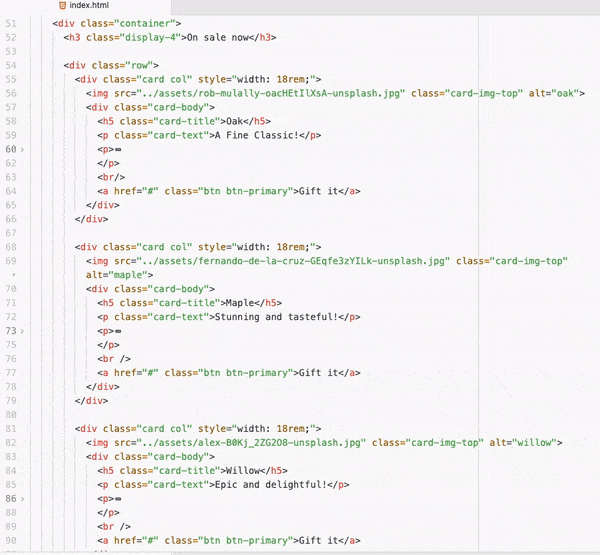 index.html
51 <div class="container">
52 <h3 class="display-4">On sale now</h3>
53
54 <div class="row">
55 <div class="card col" style="width: 18rem;">
56 <img src="../assets/rob-mulally-oacHEtIlXsA-unsplash.jpg" class="card-img-top" alt="oak">
57 <div class="card-body">
58 <h5 class="card-title">Oak</h5>
59 <p class="card-text">A Fine Classic!</p>
60 <p>
62 </p>
63 <br/>
64 <a href="#" class="btn btn-primary">Gift it</a>
65 </div>
66 </div>
67
68 <div class="card col" style="width: 18rem;">
69 <img src="../assets/fernando-de-la-cruz-GEqfe3zYILk-unsplash.jpg" class="card-img-top"
alt="maple">
70 <div class="card-body">
71 <h5 class="card-title">Maple</h5>
72 <p class="card-text">Stunning and tasteful!</p>
73 <p>
75 </p>
76 <br />
77 <a href="#" class="btn btn-primary">Gift it</a>
78 </div>
79 </div>
80
81 <div class="card col" style="width: 18rem;">
82 <img src="../assets/alex-B0Kj_2ZG2O8-unsplash.jpg" class="card-img-top" alt="willow">
83 <div class="card-body">
84 <h5 class="card-title">Willow</h5>
85 <p class="card-text">Epic and delightful!</p>
86 <p>
88 </p>
89 <br />
90 <a href="#" class="btn btn-primary">Gift it</a>